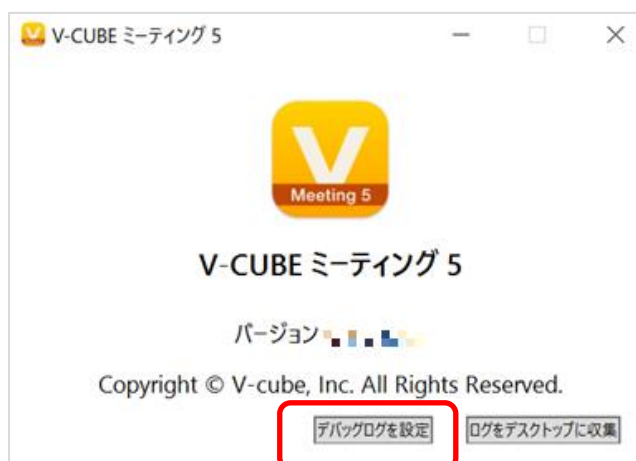 V-CUBE ミーティング 5
V
Meeting 5
V-CUBE ミーティング 5
バージョン
Copyright © V-cube, Inc. All Rights Reserved.
デバッグログを設定 ログをデスクトップに収集